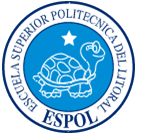 ESCUELA SUPERIOR POLITECNICA DEL LITORAL
ESPOL